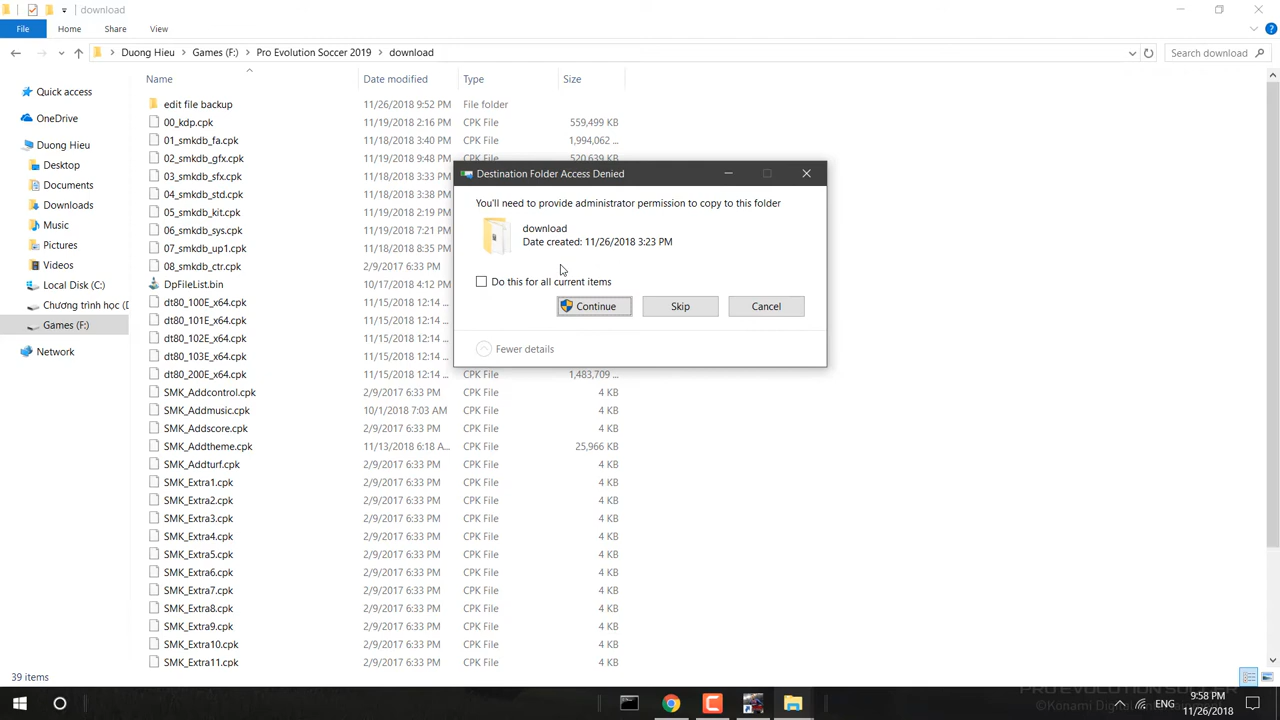 download
File
Home
Share
View
Duong Hieu
Games (F:)
Pro Evolution Soccer 2019
download
Search download
Name
Date modified
Type
Size
Quick access
OneDrive
Duong Hieu
Desktop
Documents
Downloads
Music
Pictures
Videos
Local Disk (C:)
Chương trình học (D
Games (F:)
Network
edit file backup 11/26/2018 9:52 PM File folder
00_kdp.cpk 11/19/2018 2:16 PM CPK File 559,499 KB
01_smkdb_fa.cpk 11/18/2018 3:40 PM CPK File 1,994,062 ...
02_smkdb_gfx.cpk 11/19/2018 9:48 PM CPK File 520,639 KB
03_smkdb_sfx.cpk 11/18/2018 3:33 PM
04_smkdb_std.cpk 11/18/2018 3:38 PM
05_smkdb_kit.cpk 11/19/2018 2:19 PM
06_smkdb_sys.cpk 11/19/2018 7:21 PM
07_smkdb_up1.cpk 11/18/2018 8:35 PM
08_smkdb_ctr.cpk 2/9/2017 6:33 PM
DpFileList.bin 10/17/2018 4:12 PM
dt80_100E_x64.cpk 11/15/2018 12:14 ...
dt80_101E_x64.cpk 11/15/2018 12:14 ...
dt80_102E_x64.cpk 11/15/2018 12:14 ...
dt80_103E_x64.cpk 11/15/2018 12:14 ...
dt80_200E_x64.cpk 11/15/2018 12:14 ... CPK File 1,483,709 ...
SMK_Addcontrol.cpk 2/9/2017 6:33 PM CPK File 4 KB
SMK_Addmusic.cpk 10/1/2018 7:03 AM CPK File 4 KB
SMK_Addscore.cpk 2/9/2017 6:33 PM CPK File 4 KB
SMK_Addtheme.cpk 11/13/2018 6:18 A... CPK File 25,966 KB
SMK_Addturf.cpk 2/9/2017 6:33 PM CPK File 4 KB
SMK_Extra1.cpk 2/9/2017 6:33 PM CPK File 4 KB
SMK_Extra2.cpk 2/9/2017 6:33 PM CPK File 4 KB
SMK_Extra3.cpk 2/9/2017 6:33 PM CPK File 4 KB
SMK_Extra4.cpk 2/9/2017 6:33 PM CPK File 4 KB
SMK_Extra5.cpk 2/9/2017 6:33 PM CPK File 4 KB
SMK_Extra6.cpk 2/9/2017 6:33 PM CPK File 4 KB
SMK_Extra7.cpk 2/9/2017 6:33 PM CPK File 4 KB
SMK_Extra8.cpk 2/9/2017 6:33 PM CPK File 4 KB
SMK_Extra9.cpk 2/9/2017 6:33 PM CPK File 4 KB
SMK_Extra10.cpk 2/9/2017 6:33 PM CPK File 4 KB
SMK_Extra11.cpk 2/9/2017 6:33 PM CPK File 4 KB
Destination Folder Access Denied
You'll need to provide administrator permission to copy to this folder
download
Date created: 11/26/2018 3:23 PM
Do this for all current items
Continue
Skip
Cancel
Fewer details
39 items
PRO EVOLUTION SOCCER
©Konami Digital Entertainment
ENG
9:58 PM
11/26/2018